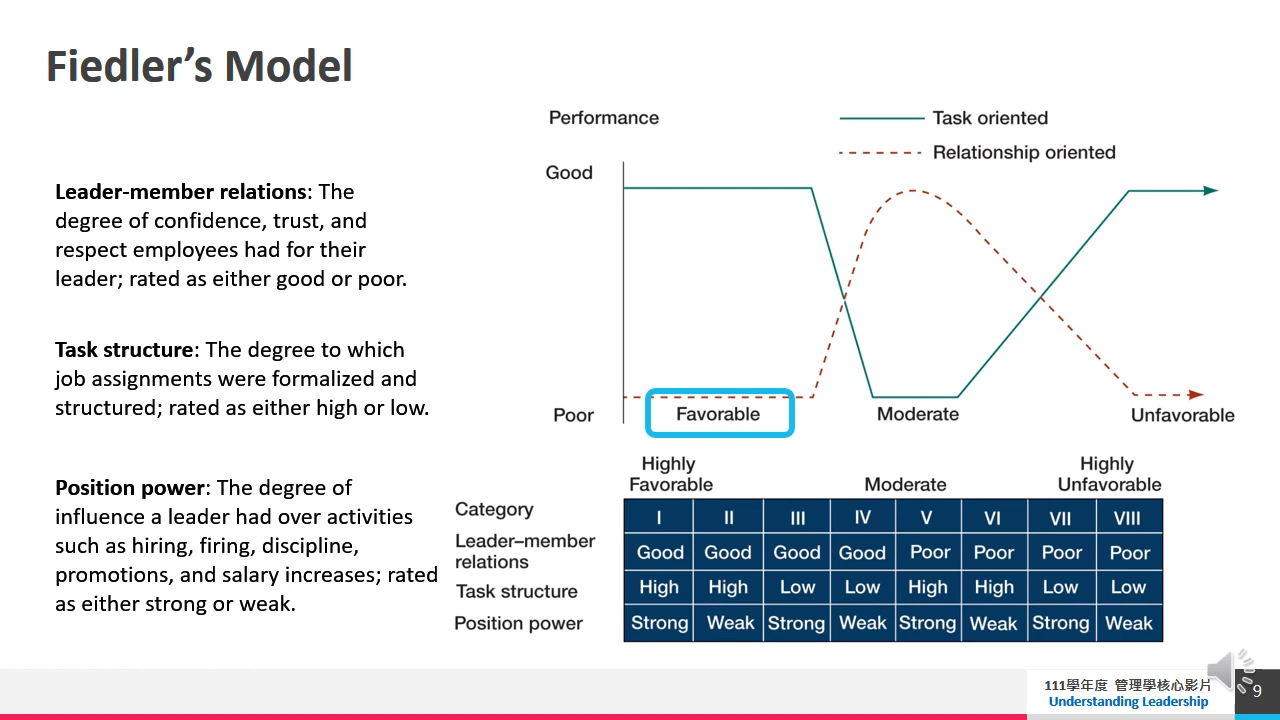 Fiedler’s Model
Leader-member relations: The
degree of confidence, trust, and
respect employees had for their
leader; rated as either good or poor.
Task structure: The degree to which
job assignments were formalized and
structured; rated as either high or low.
Position power: The degree of
influence a leader had over activities
such as hiring, firing, discipline,
promotions, and salary increases; rated
as either strong or weak.
Performance
Task oriented
Relationship oriented
Good
Poor
Favorable Moderate Unfavorable
Highly
Favorable
Moderate
Highly
Unfavorable
Category I II III IV V VI VII VIII
Leader–member
relations Good Good Good Good Poor Poor Poor Poor
Task structure High High Low Low High High Low Low
Position power Strong Weak Strong Weak Strong Weak Strong Weak
111學年度 管理學核心影片
Understanding Leadership
9